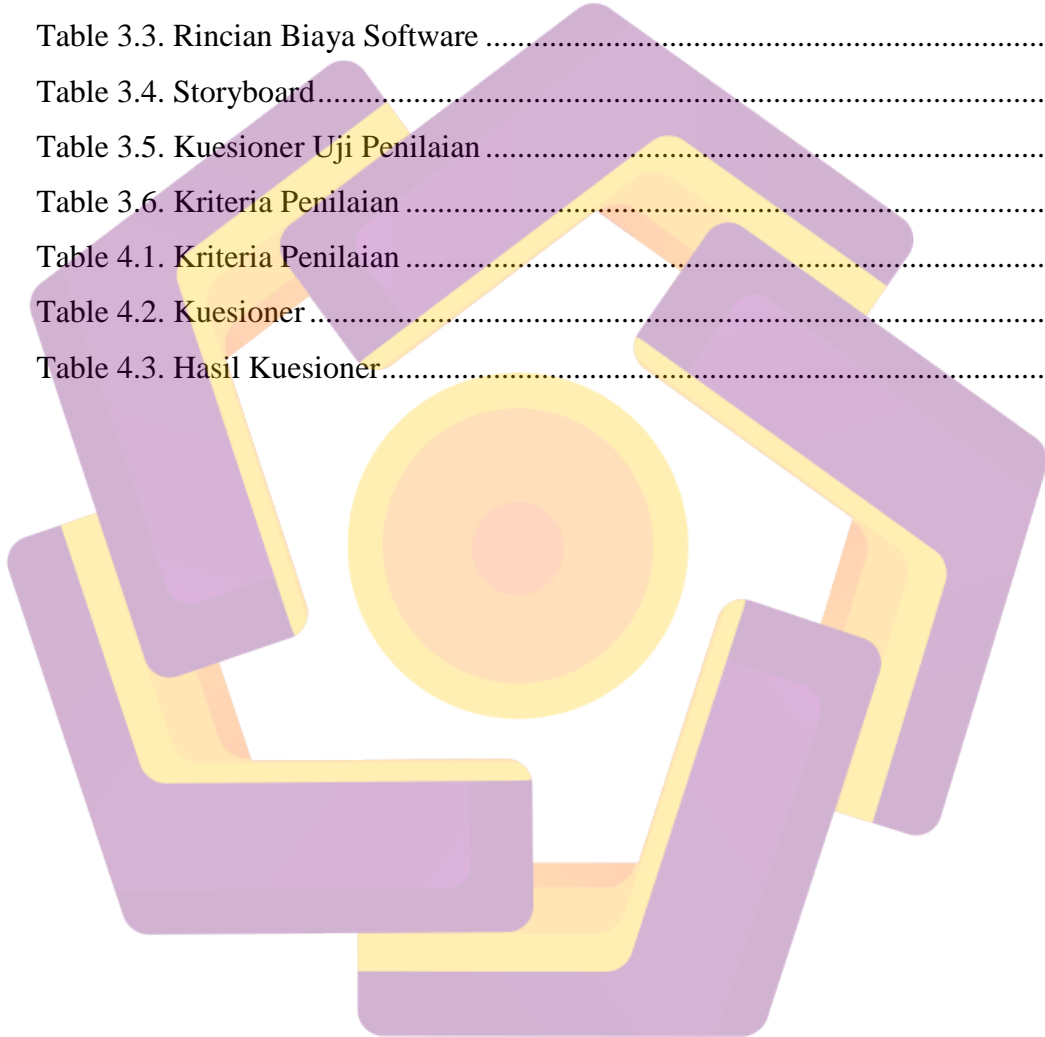 Table 3.3. Rincian Biaya Software ......................................................................
Table 3.4. Storyboard...........................................................................................
Table 3.5. Kuesioner Uji Penilaian ......................................................................
Table 3.6. Kriteria Penilaian ................................................................................
Table 4.1. Kriteria Penilaian ................................................................................
Table 4.2. Kuesioner ............................................................................................
Table 4.3. Hasil Kuesioner...................................................................................